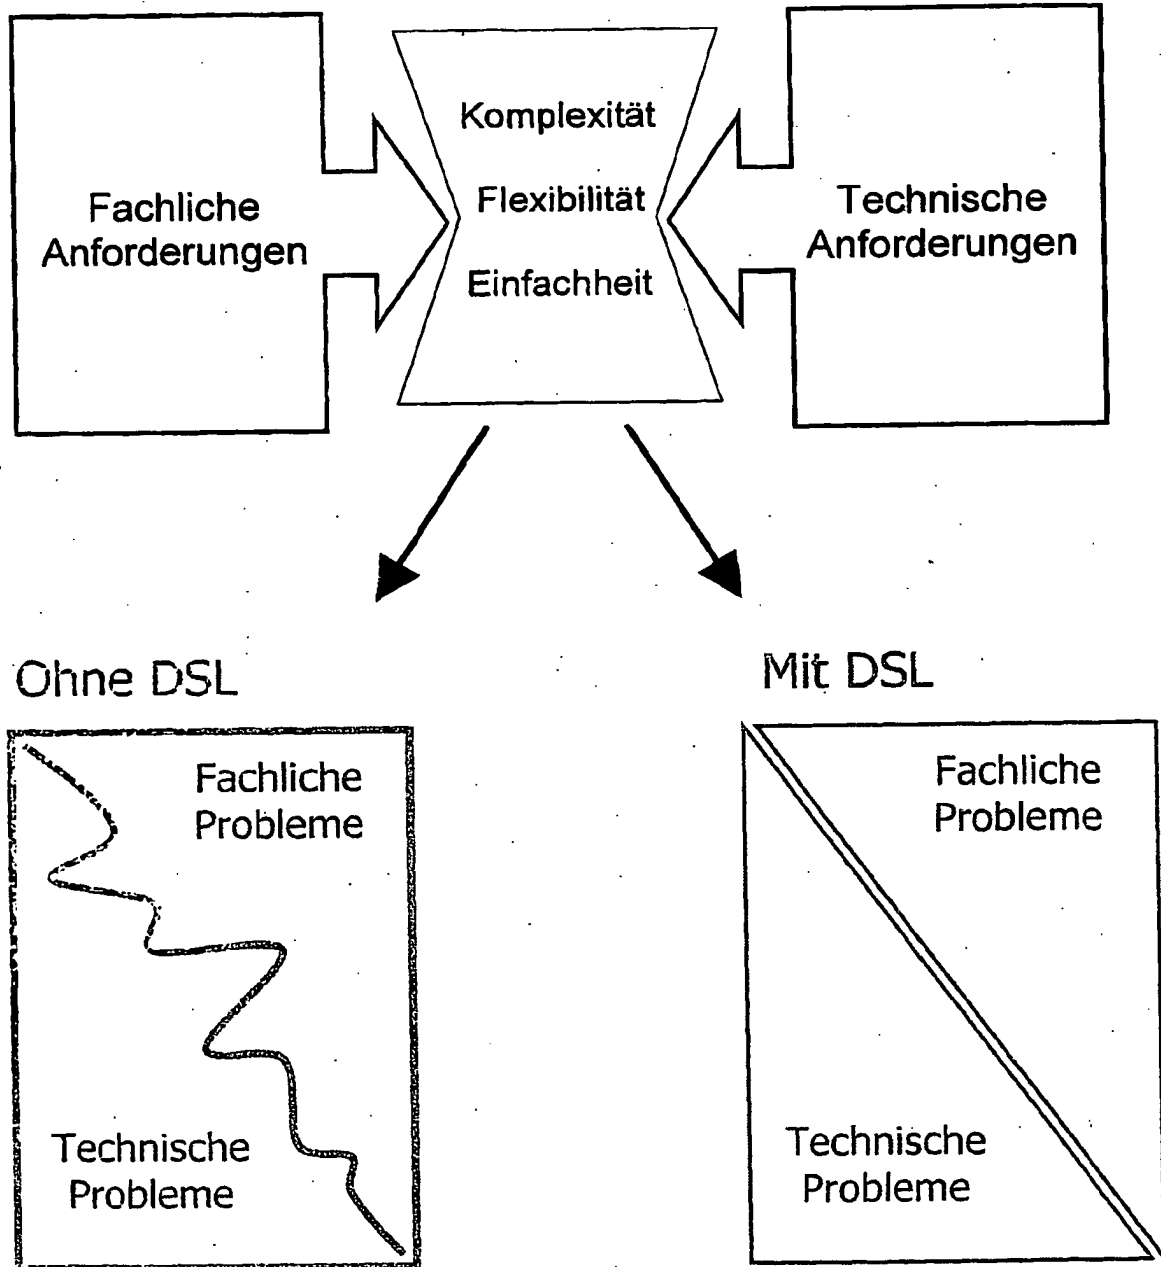 Fachliche
Anforderungen
Komplexität
Flexibilität
Einfachheit
Technische
Anforderungen
Ohne DSL
Fachliche
Probleme
Technische
Probleme
Mit DSL
Fachliche
Probleme
Technische
Probleme